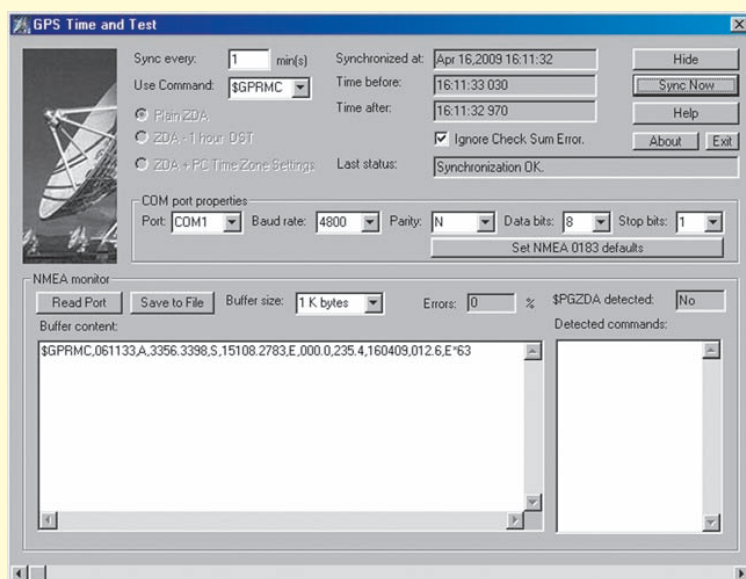 GPS Time and Test
Sync every: 1 min(s)
Use Command: $GPRMC
Plain ZDA
ZDA - 1 hour DST
ZDA + PC Time Zone Settings
Synchronized at: Apr 16,2009 16:11:32
Time before: 16:11:33 030
Time after: 16:11:32 970
Ignore Check Sum Error.
Last status: Synchronization OK.
Hide
Sync Now
Help
About Exit
COM port properties
Port: COM1 Baud rate: 4800 Parity: N Data bits: 8 Stop bits: 1
Set NMEA 0183 defaults
NMEA monitor
Read Port Save to File Buffer size: 1 K bytes Errors: 0 % $PGZDA detected: No
Buffer content: Detected commands:
$GPRMC,061133,A,3356.3398,S,15108.2783,E,000.0,235.4,160409,012.6,E*63